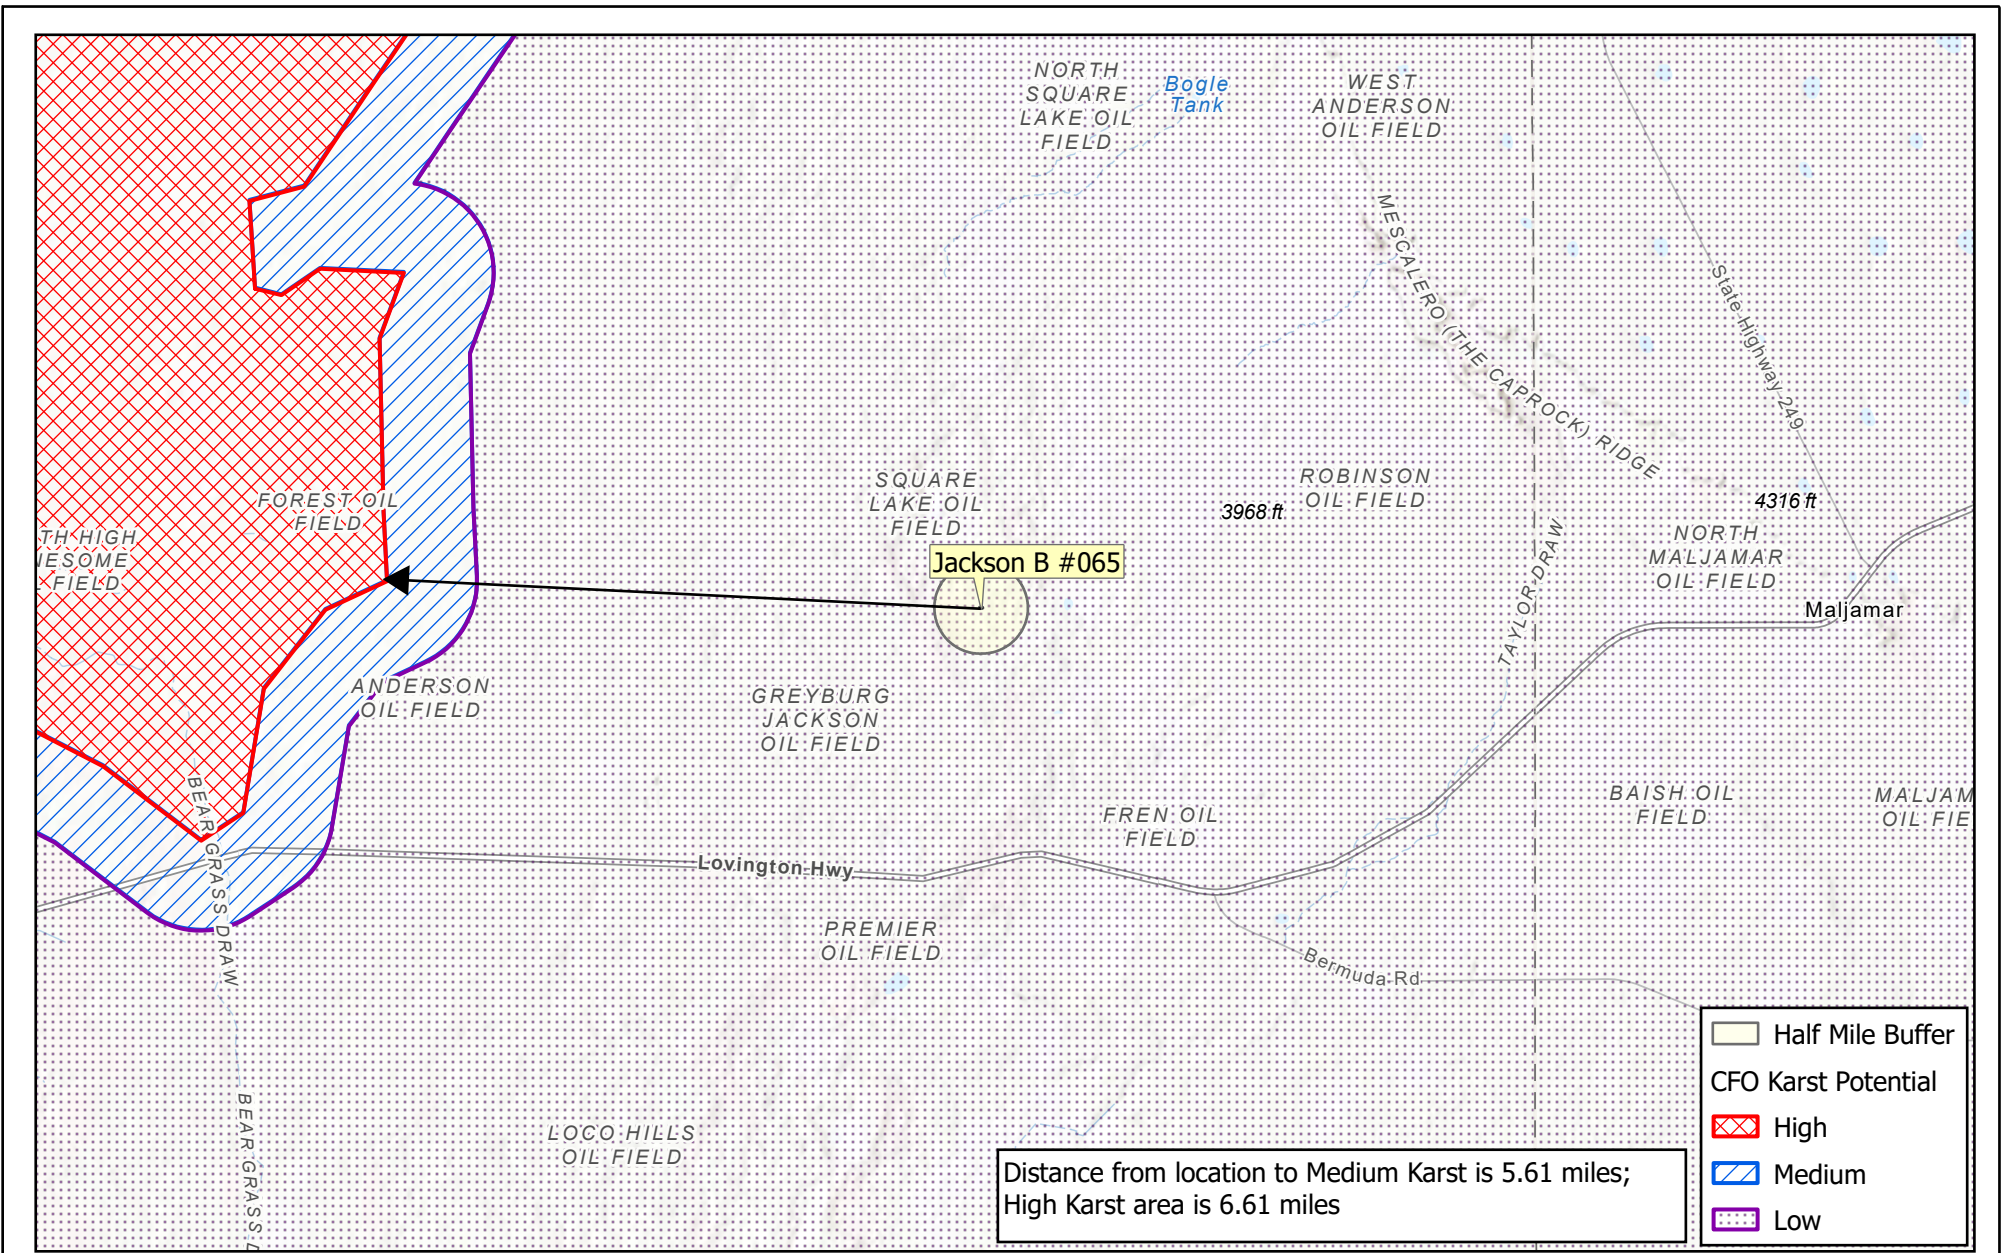 NORTH
SQUARE
LAKE OIL
FIELD
Bogle
Tank
WEST
ANDERSON
OIL FIELD
MESCALERO (THE CAPROCK) RIDGE
State Highway 249
FOREST OIL
FIELD
TH HIGH
NESOME
FIELD
SQUARE
LAKE OIL
FIELD
3968 ft
ROBINSON
OIL FIELD
4316 ft
NORTH
MALJAMAR
OIL FIELD
Jackson B #065
TAYLOR DRAW
Maljamar
ANDERSON
OIL FIELD
GREYBURG
JACKSON
OIL FIELD
BEAR GRASS DRAW
FREN OIL
FIELD
BAISH OIL
FIELD
MALJAM
OIL FIE
Lovington Hwy
PREMIER
OIL FIELD
Bermuda Rd
BEAR GRASS D
LOCO HILLS
OIL FIELD
Distance from location to Medium Karst is 5.61 miles;
High Karst area is 6.61 miles
Half Mile Buffer
CFO Karst Potential
High
Medium
Low